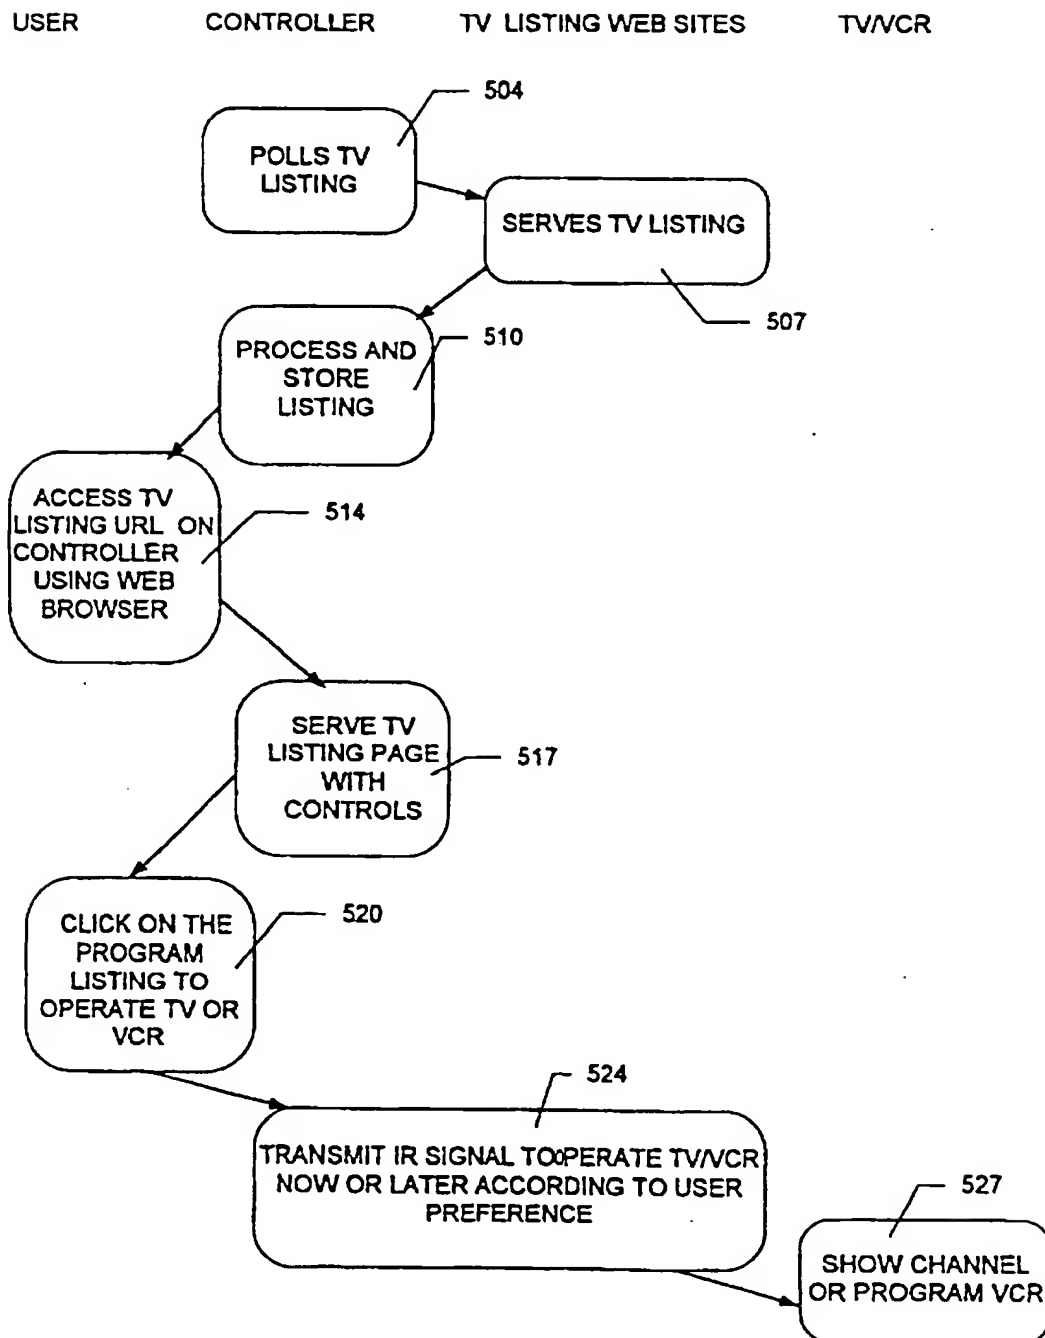 USER CONTROLLER TV LISTING WEB SITES TV/VCR
504
POLLS TV
LISTING
SERVES TV LISTING
507
510
PROCESS AND
STORE
LISTING
ACCESS TV
LISTING URL ON
CONTROLLER
USING WEB
BROWSER
514
SERVE TV
LISTING PAGE
WITH
CONTROLS
517
CLICK ON THE
PROGRAM
LISTING TO
OPERATE TV OR
VCR
520
524
TRANSMIT IR SIGNAL TO OPERATE TV/VCR
NOW OR LATER ACCORDING TO USER
PREFERENCE
527
SHOW CHANNEL
OR PROGRAM VCR